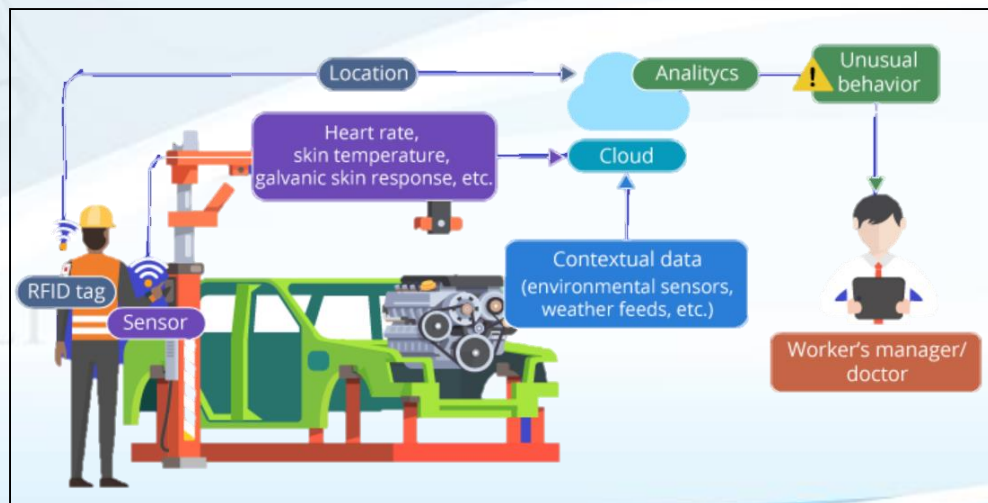 Location
Analitycs
Unusual
behavior
Heart rate,
skin temperature,
galvanic skin response, etc.
Cloud
Contextual data
(environmental sensors,
weather feeds, etc.)
RFID tag
Sensor
Worker's manager/
doctor